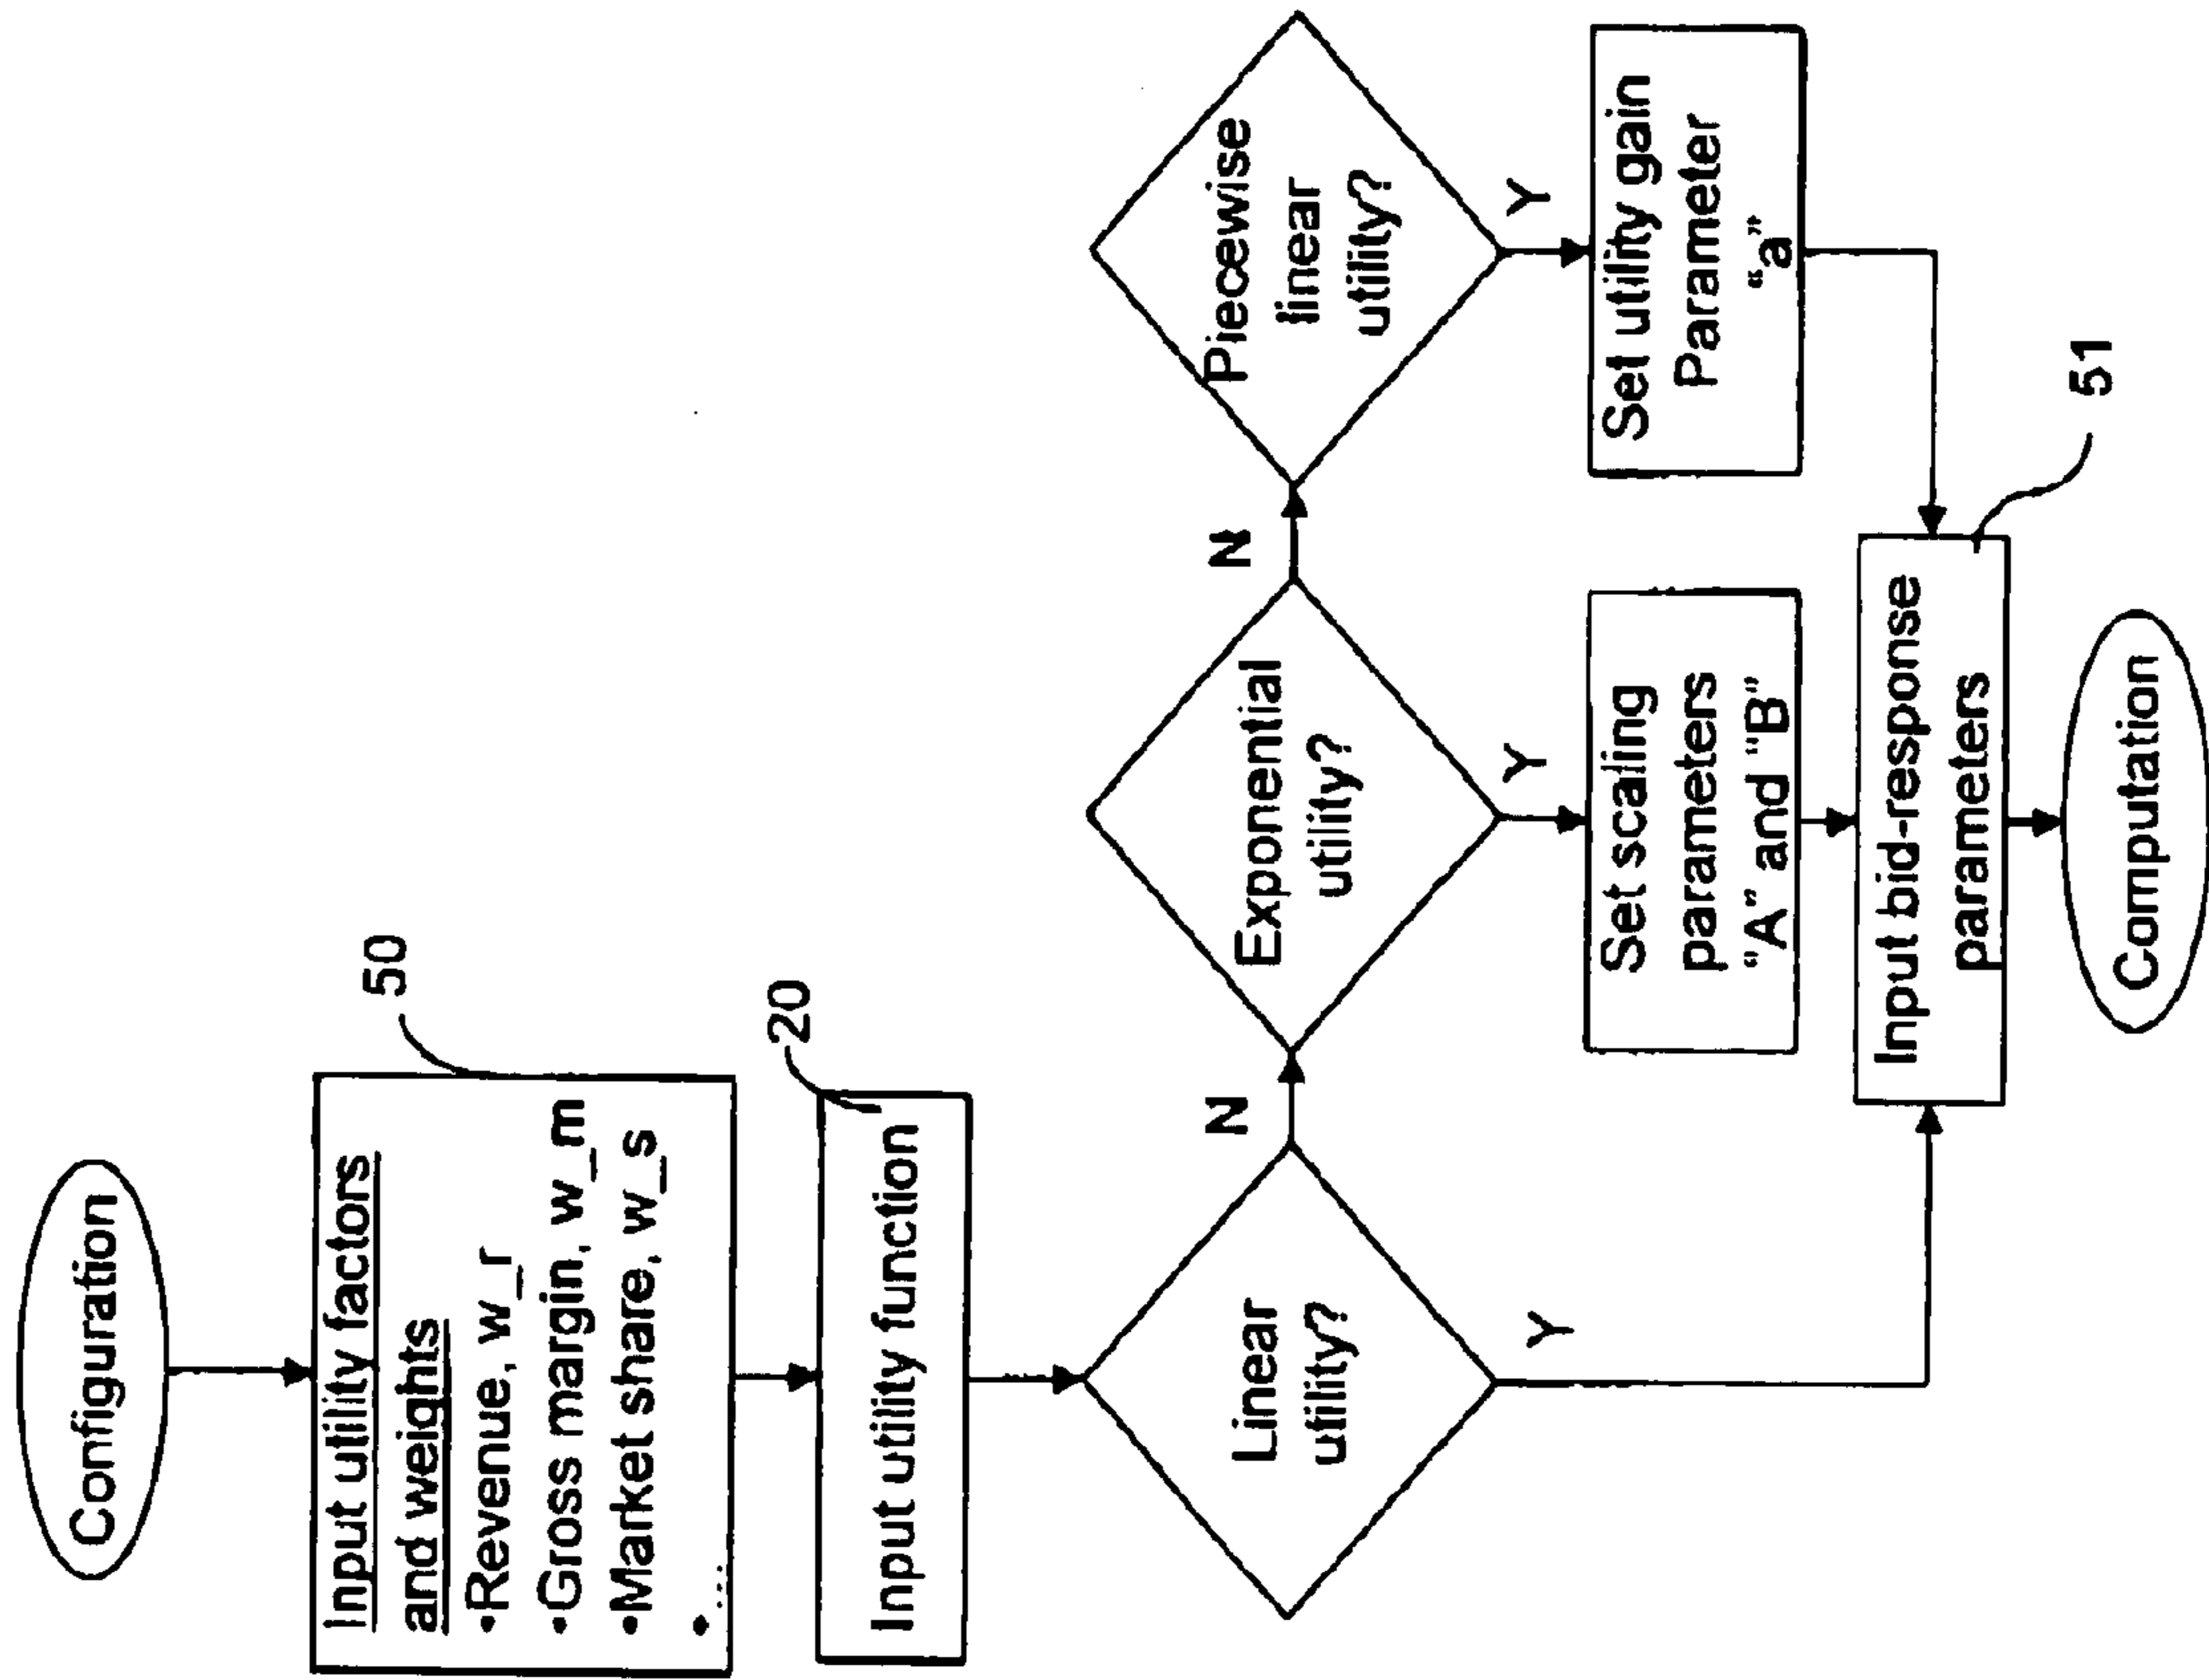 Configuration
50
Input utility factors
and weights
•Revenue, w_r
•Gross margin, w_m
•Market share, w_s
•...
20
Input utility function
Linear
utility?
N
Y
Exponential
utility?
N
Y
Piecewise
linear
utility?
Y
Set scaling
parameters
“A” and "B"
Set utility gain
Parameter
“a”
51
Input bid-response
parameters
Computation